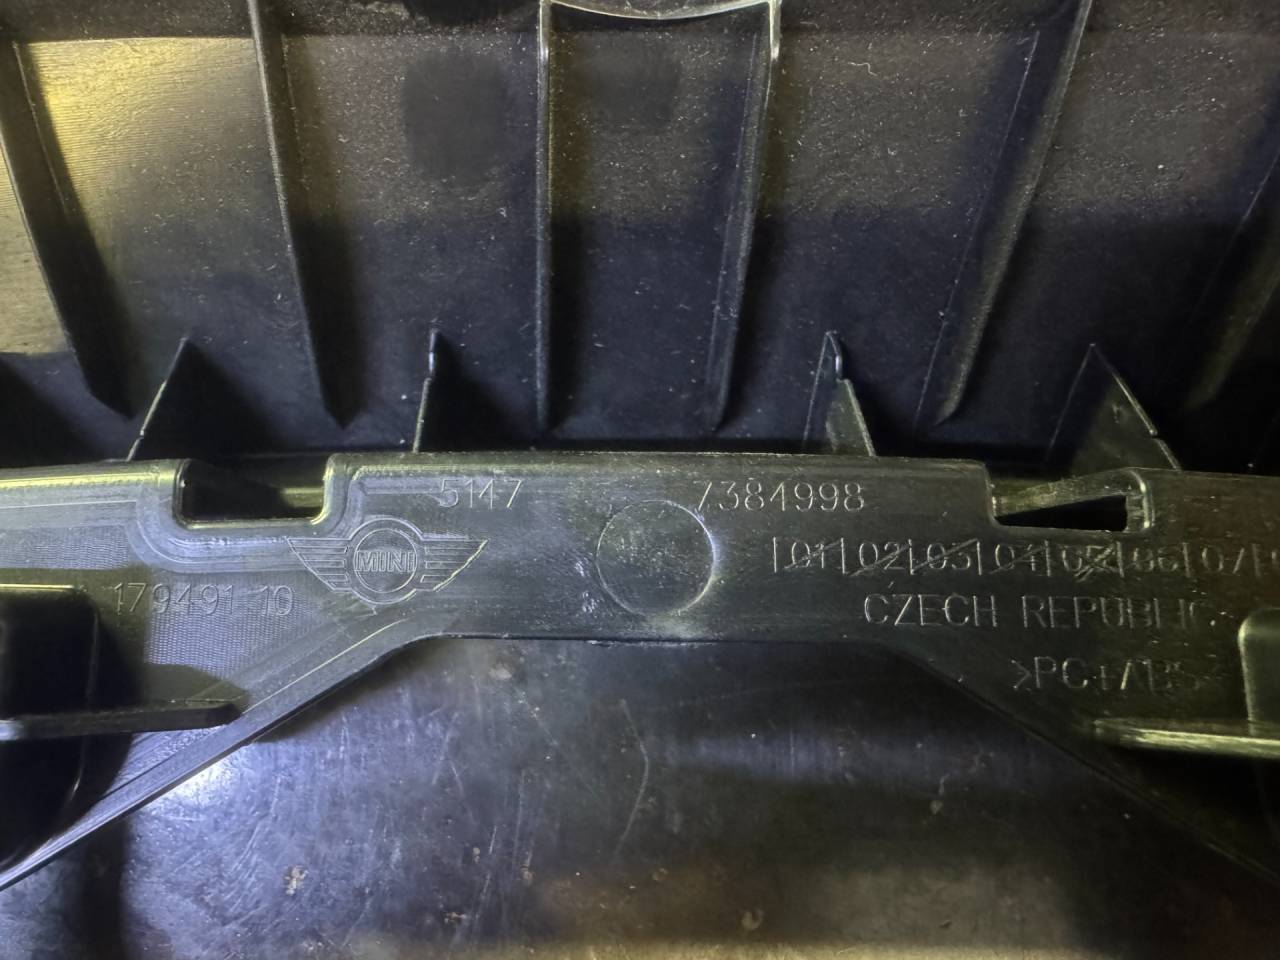 5147 7384998
MINI
|01|02|03|04|05|06|07|
179491 10
CZECH REPUBLIC
>PC+ABS<